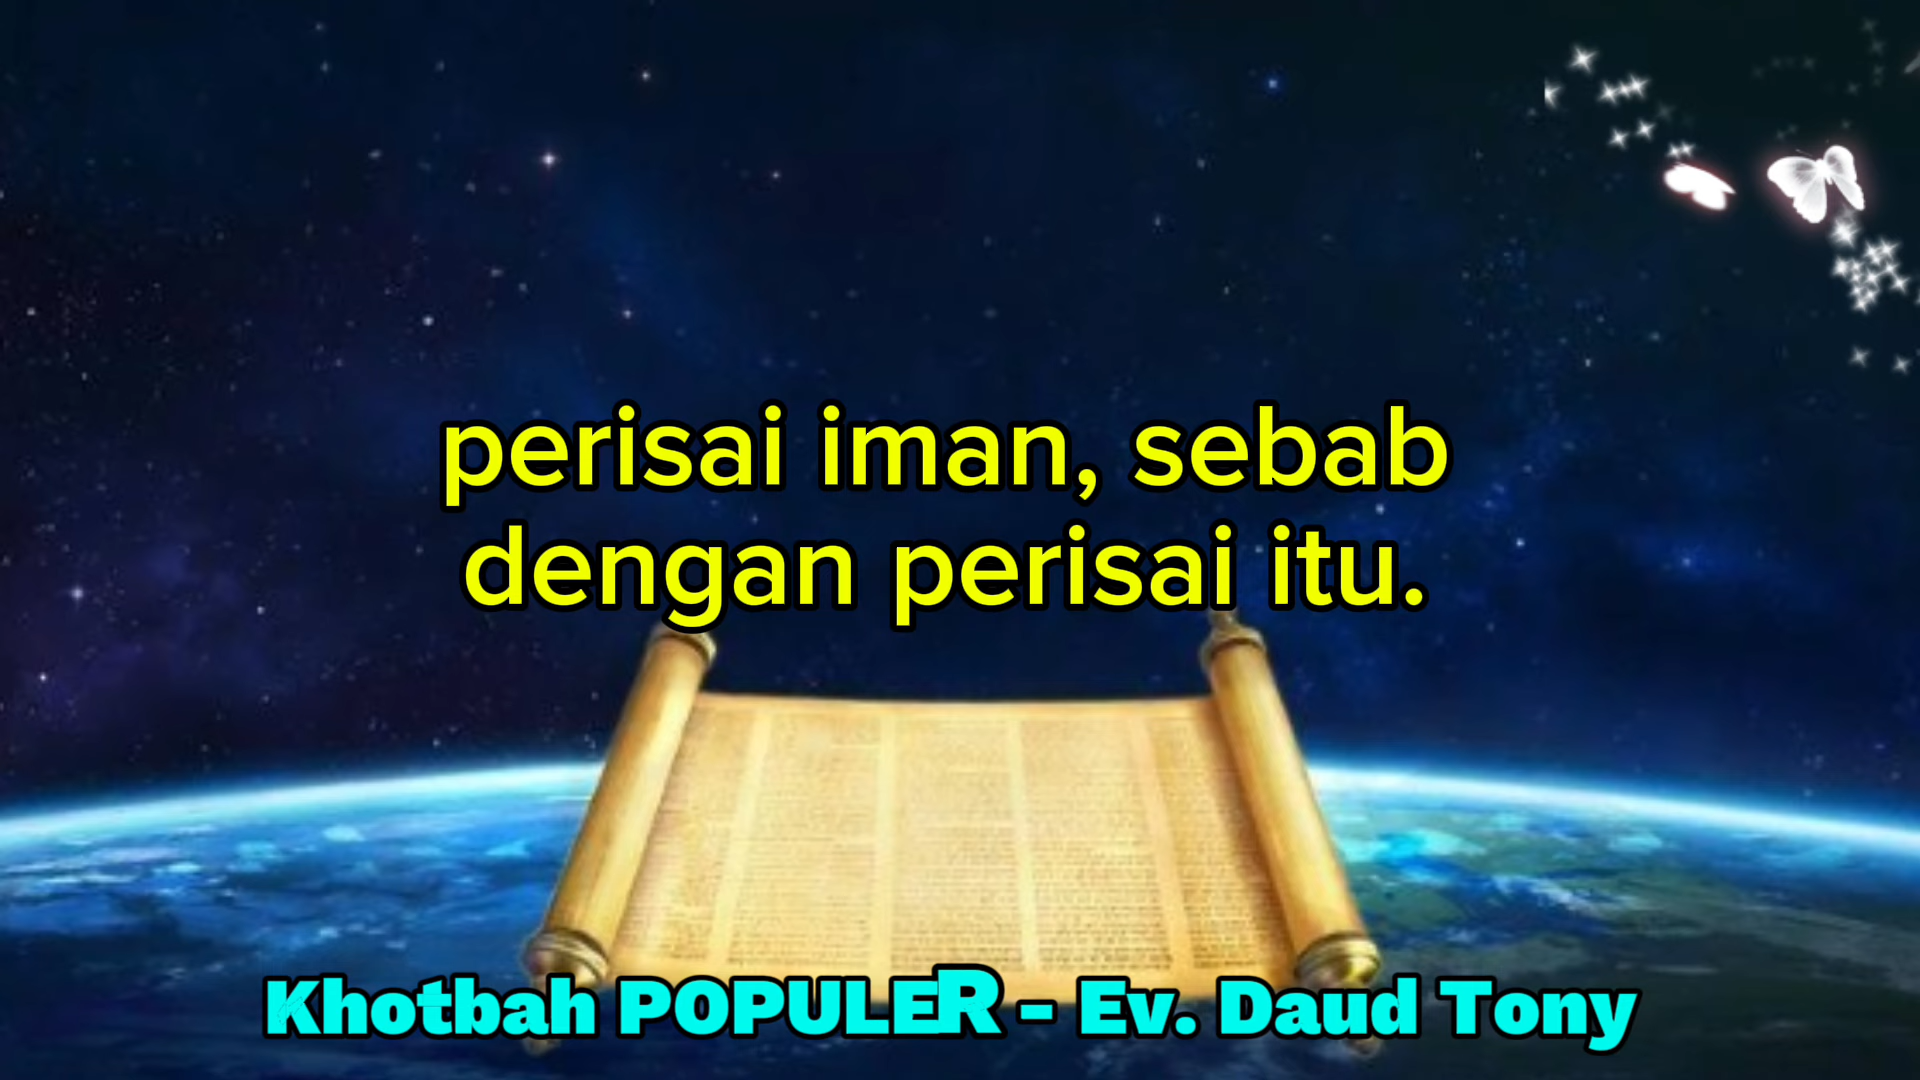 perisai iman, sebab
dengan perisai itu.
Khotbah POPULER - Ev. Daud Tony